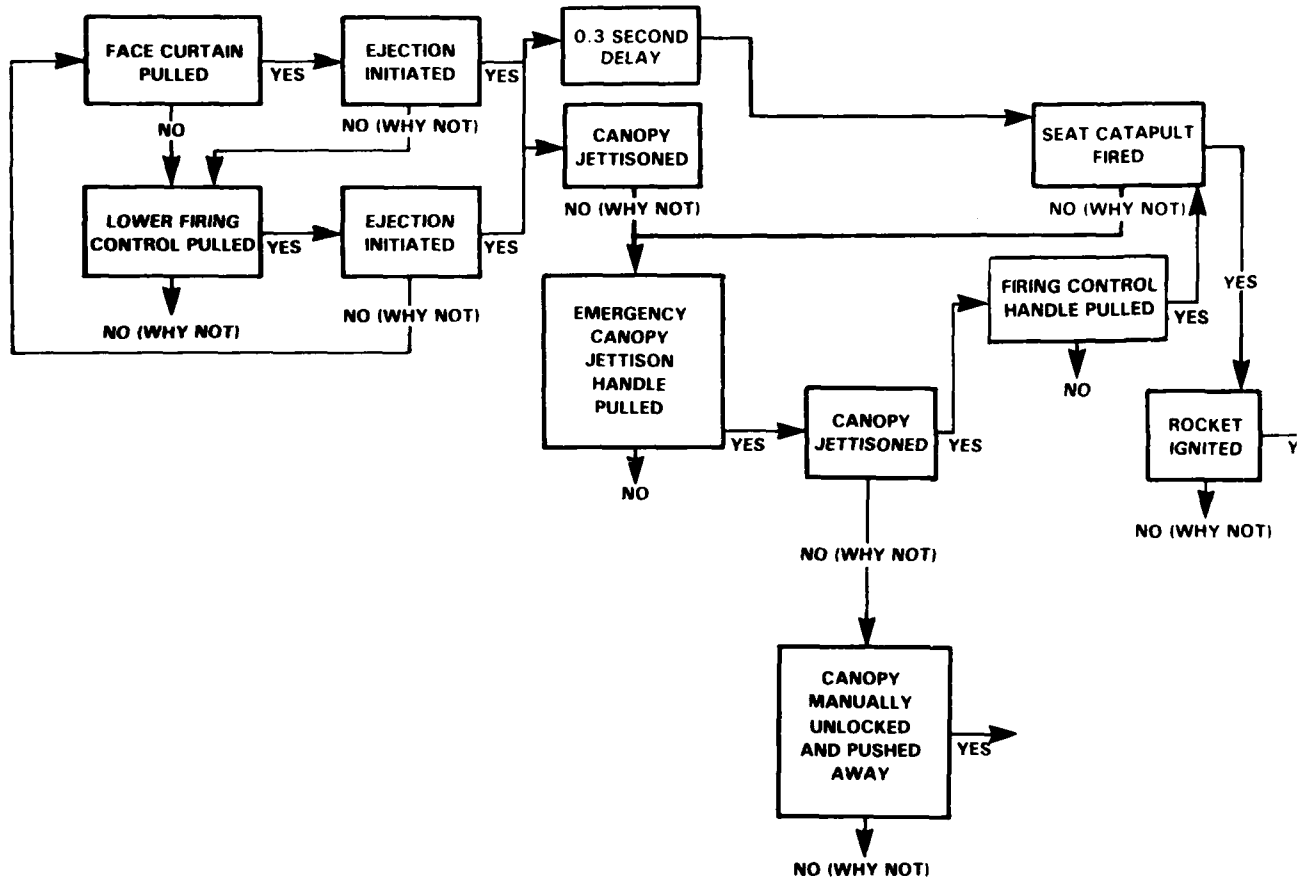 FACE CURTAIN
PULLED
YES
EJECTION
INITIATED
YES
0.3 SECOND
DELAY
NO
NO (WHY NOT)
CANOPY
JETTISONED
NO (WHY NOT)
SEAT CATAPULT
FIRED
NO (WHY NOT)
YES
LOWER FIRING
CONTROL PULLED
YES
EJECTION
INITIATED
YES
NO (WHY NOT)
NO (WHY NOT)
EMERGENCY
CANOPY
JETTISON
HANDLE
PULLED
YES
NO
FIRING CONTROL
HANDLE PULLED
YES
NO
CANOPY
JETTISONED
YES
NO (WHY NOT)
ROCKET
IGNITED
Y
NO (WHY NOT)
CANOPY
MANUALLY
UNLOCKED
AND PUSHED
AWAY
YES
NO (WHY NOT)